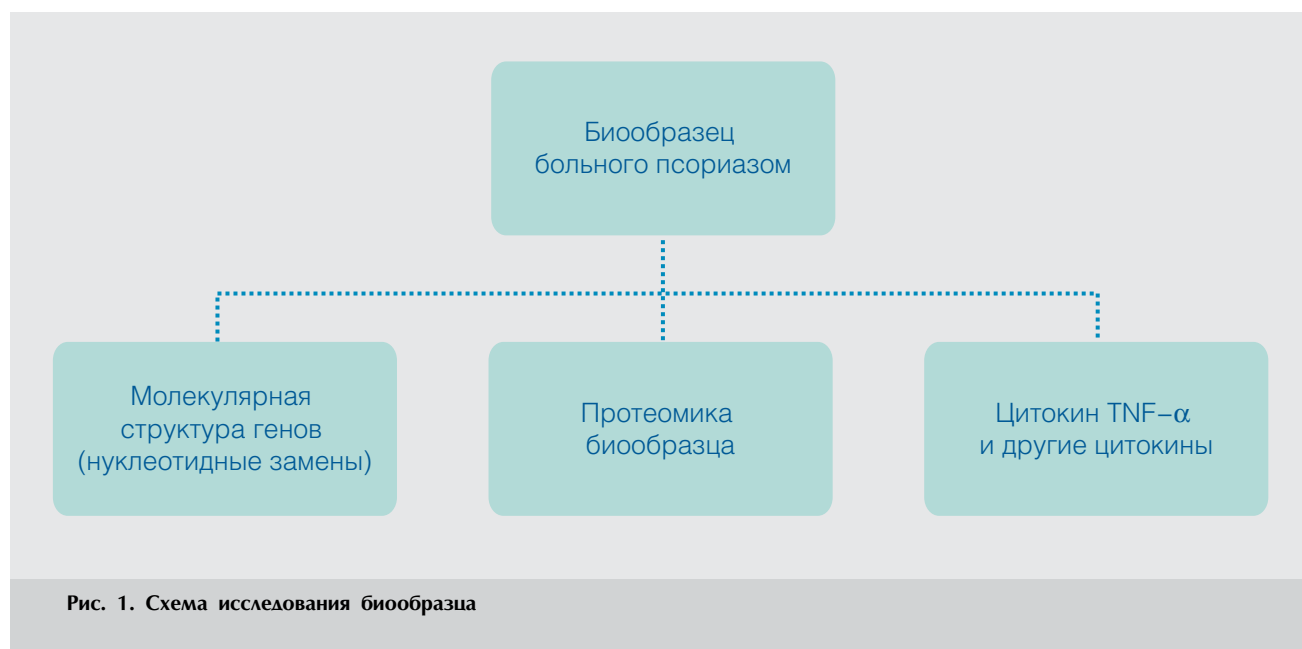 Биообразец
больного псориазом
Молекулярная
структура генов
(нуклеотидные замены)
Протеомика
биообразца
Цитокин TNF–α
и другие цитокины
Рис. 1. Схема исследования биообразца